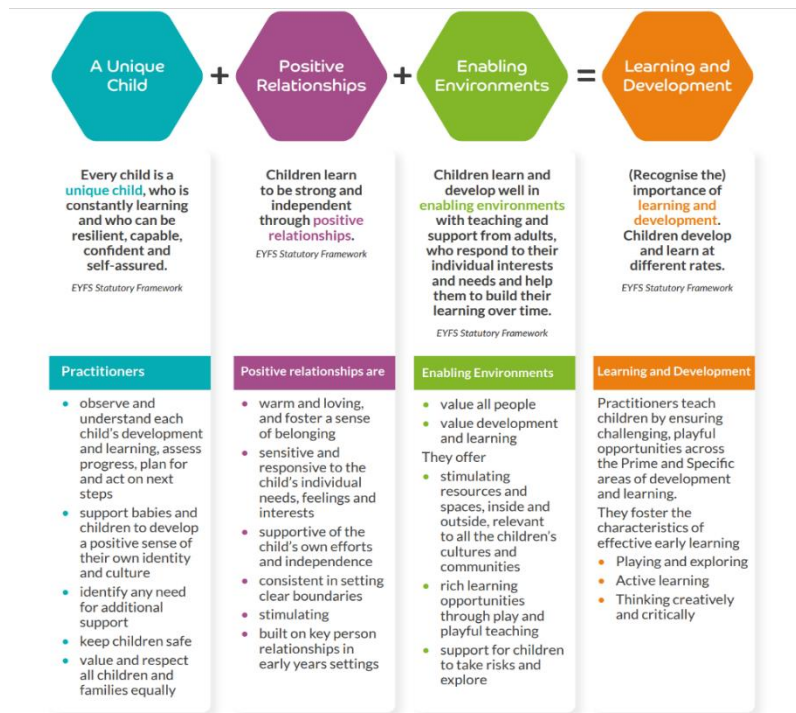 A Unique
Child
+
Positive
Relationships
+
Enabling
Environments
=
Learning and
Development
Every child is a
unique child, who is
constantly learning
and who can be
resilient, capable,
confident and
self-assured.
EYFS Statutory Framework
Children learn
to be strong and
independent
through positive
relationships.
EYFS Statutory Framework
Children learn and
develop well in
enabling environments
with teaching and
support from adults,
who respond to their
individual interests
and needs and help
them to build their
learning over time.
EYFS Statutory Framework
(Recognise the)
importance of
learning and
development.
Children develop
and learn at
different rates.
EYFS Statutory Framework
Practitioners
• observe and
understand each
child's development
and learning, assess
progress, plan for
and act on next
steps
• support babies and
children to develop
a positive sense of
their own identity
and culture
• identify any need
for additional
support
• keep children safe
• value and respect
all children and
families equally
Positive relationships are
• warm and loving,
and foster a sense
of belonging
• sensitive and
responsive to the
child's individual
needs, feelings and
interests
• supportive of the
child's own efforts
and independence
• consistent in setting
clear boundaries
• stimulating
• built on key person
relationships in
early years settings
Enabling Environments
• value all people
• value development
and learning
They offer
• stimulating
resources and
spaces, inside and
outside, relevant
to all the children's
cultures and
communities
• rich learning
opportunities
through play and
playful teaching
• support for children
to take risks and
explore
Learning and Development
Practitioners teach
children by ensuring
challenging, playful
opportunities across
the Prime and Specific
areas of development
and learning.
They foster the
characteristics of
effective early learning
• Playing and exploring
• Active learning
• Thinking creatively
and critically